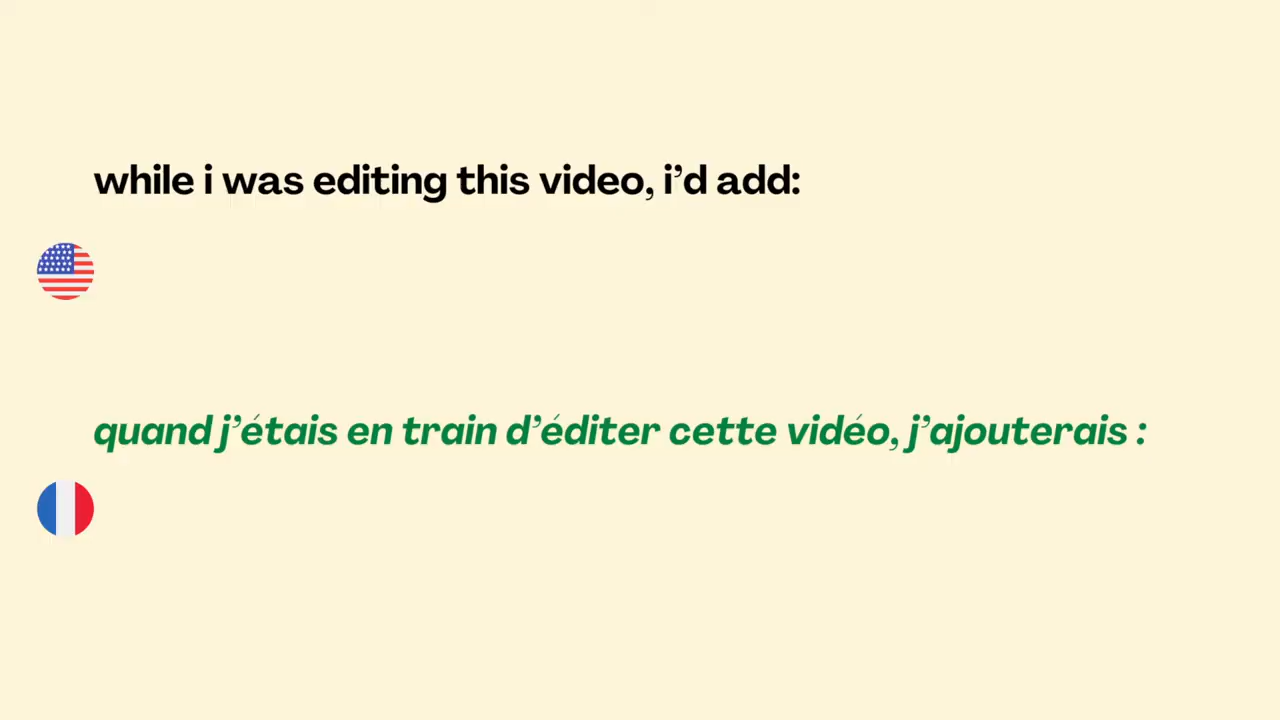 while i was editing this video, i’d add:
quand j’étais en train d’éditer cette vidéo, j’ajouterais :